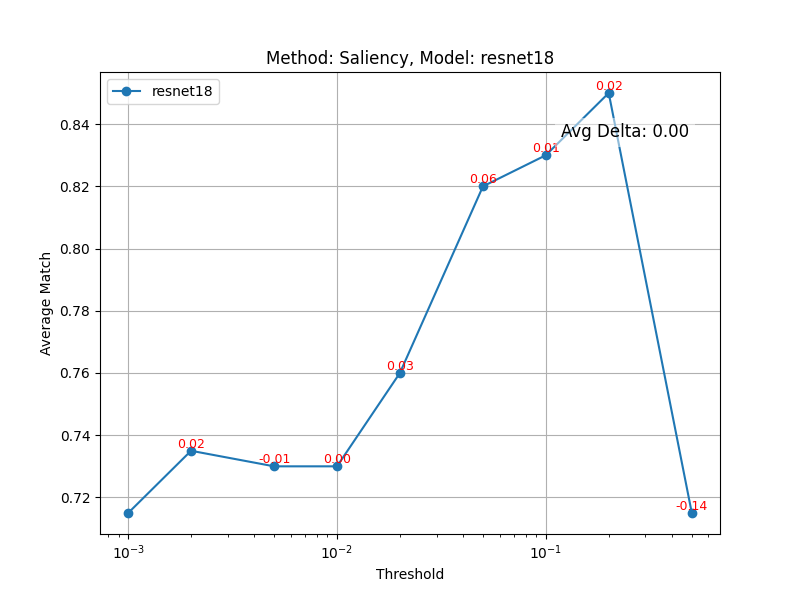 Method: Saliency, Model: resnet18
resnet18
Avg Delta: 0.00
0.02
0.01
0.06
0.03
0.02
-0.01
0.00
-0.14
0.84
0.82
0.80
0.78
0.76
0.74
0.72
Average Match
10⁻³ 10⁻² 10⁻¹
Threshold